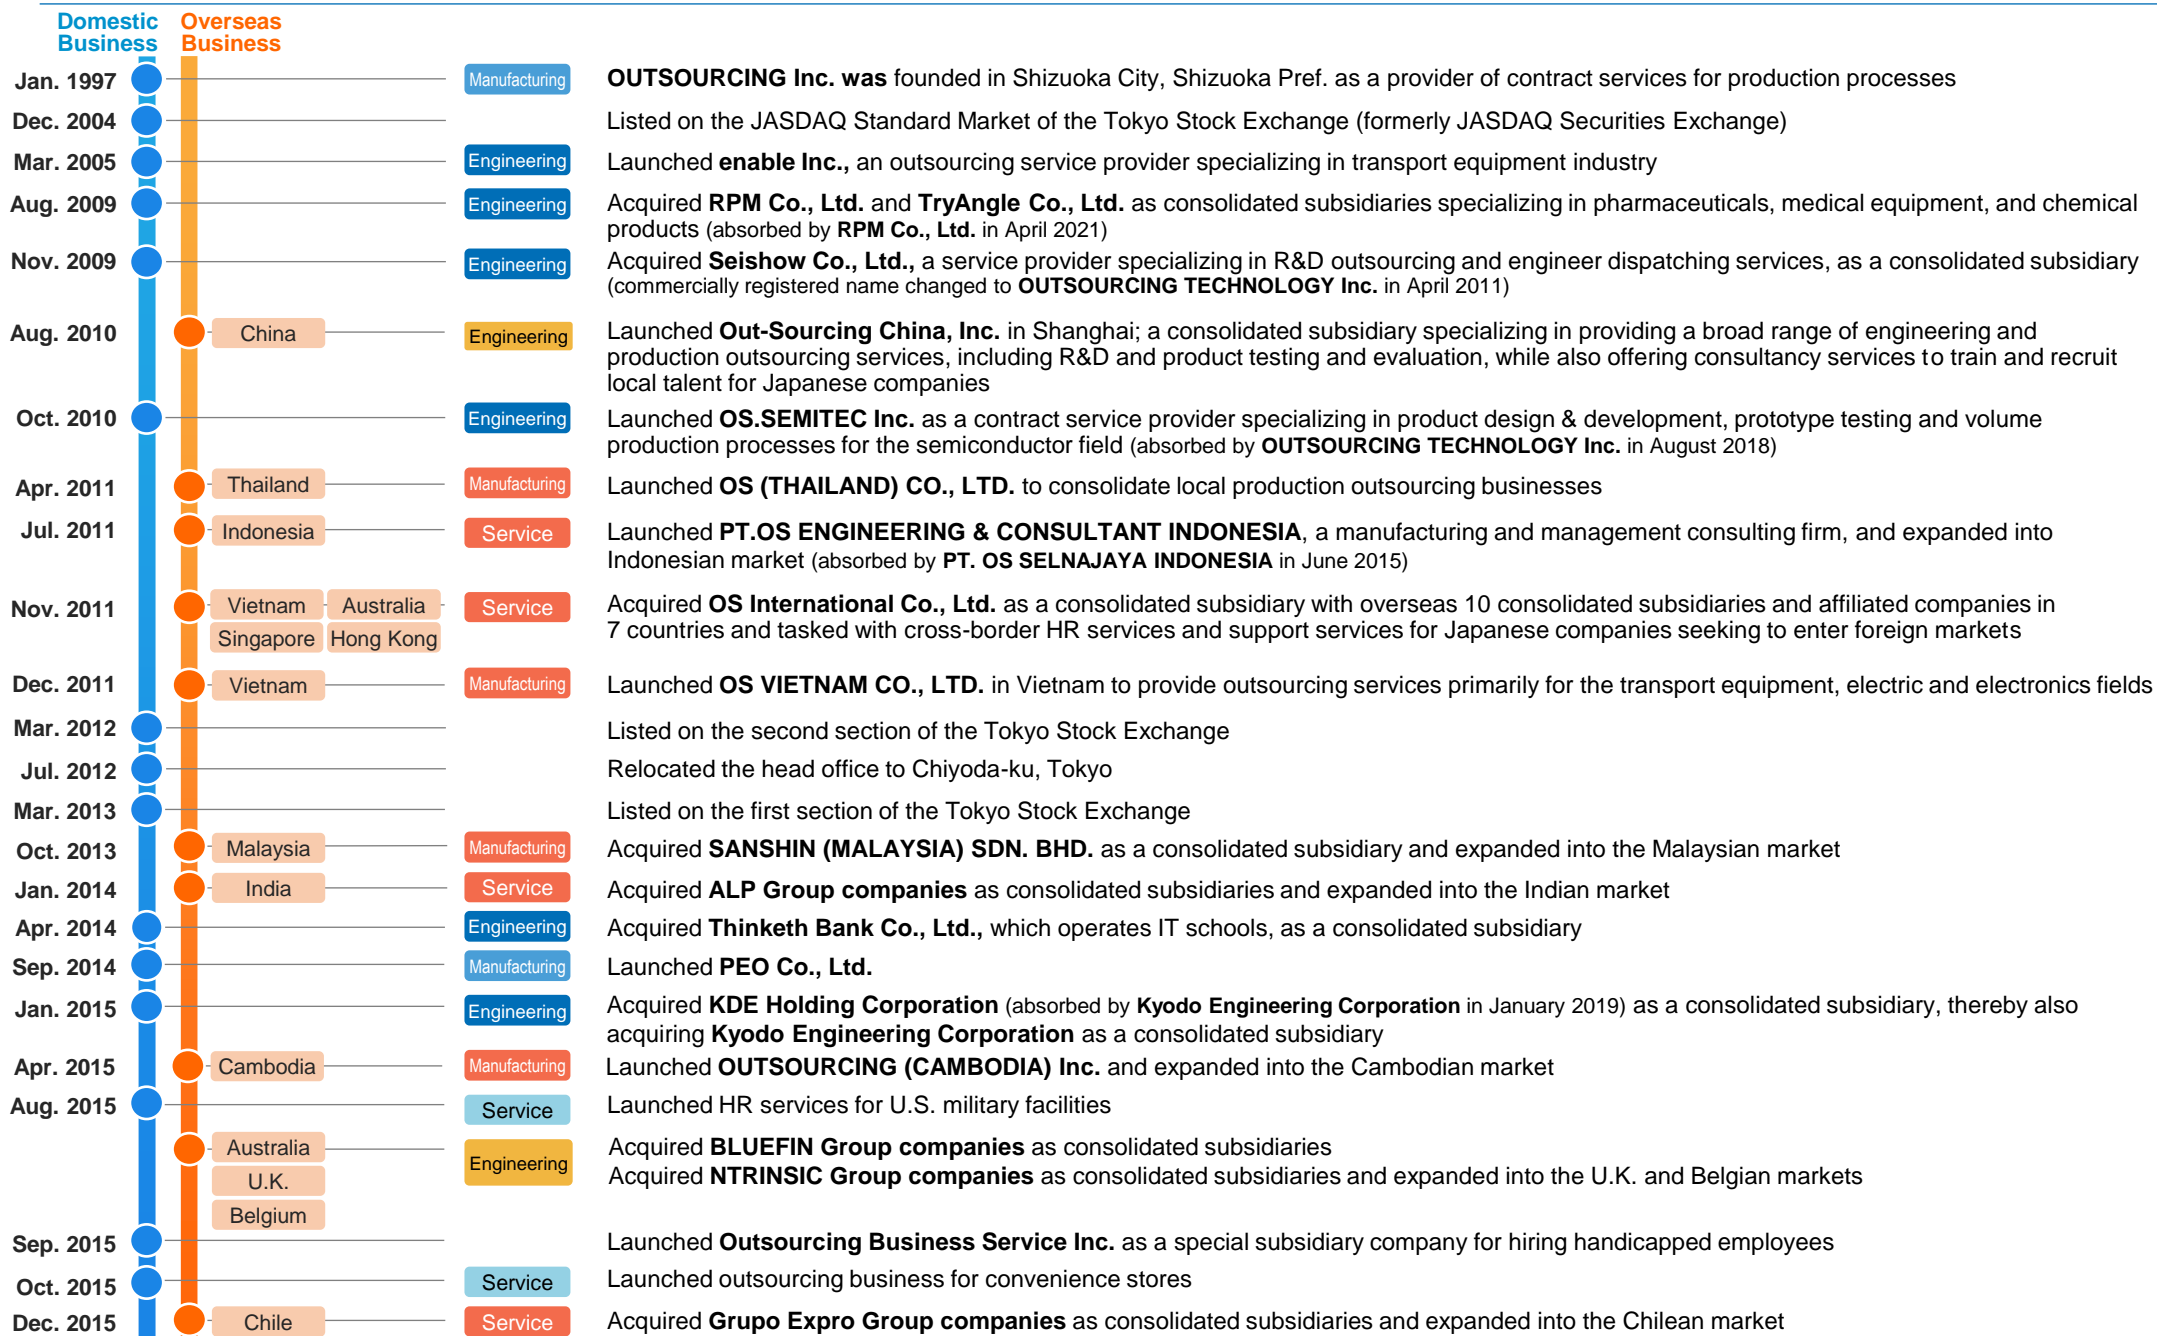 Domestic Business
Overseas Business
Jan. 1997 Manufacturing OUTSOURCING Inc. was founded in Shizuoka City, Shizuoka Pref. as a provider of contract services for production processes
Dec. 2004 Listed on the JASDAQ Standard Market of the Tokyo Stock Exchange (formerly JASDAQ Securities Exchange)
Mar. 2005 Engineering Launched enable Inc., an outsourcing service provider specializing in transport equipment industry
Aug. 2009 Engineering Acquired RPM Co., Ltd. and TryAngle Co., Ltd. as consolidated subsidiaries specializing in pharmaceuticals, medical equipment, and chemical
products (absorbed by RPM Co., Ltd. in April 2021)
Nov. 2009 Engineering Acquired Seishow Co., Ltd., a service provider specializing in R&D outsourcing and engineer dispatching services, as a consolidated subsidiary
(commercially registered name changed to OUTSOURCING TECHNOLOGY Inc. in April 2011)
Aug. 2010 China Engineering Launched Out-Sourcing China, Inc. in Shanghai; a consolidated subsidiary specializing in providing a broad range of engineering and
production outsourcing services, including R&D and product testing and evaluation, while also offering consultancy services to train and recruit
local talent for Japanese companies
Oct. 2010 Engineering Launched OS.SEMITEC Inc. as a contract service provider specializing in product design & development, prototype testing and volume
production processes for the semiconductor field (absorbed by OUTSOURCING TECHNOLOGY Inc. in August 2018)
Apr. 2011 Thailand Manufacturing Launched OS (THAILAND) CO., LTD. to consolidate local production outsourcing businesses
Jul. 2011 Indonesia Service Launched PT.OS ENGINEERING & CONSULTANT INDONESIA, a manufacturing and management consulting firm, and expanded into
Indonesian market (absorbed by PT. OS SELNAJAYA INDONESIA in June 2015)
Nov. 2011 Vietnam Australia Service Acquired OS International Co., Ltd. as a consolidated subsidiary with overseas 10 consolidated subsidiaries and affiliated companies in
Singapore Hong Kong 7 countries and tasked with cross-border HR services and support services for Japanese companies seeking to enter foreign markets
Dec. 2011 Vietnam Manufacturing Launched OS VIETNAM CO., LTD. in Vietnam to provide outsourcing services primarily for the transport equipment, electric and electronics fields
Mar. 2012 Listed on the second section of the Tokyo Stock Exchange
Jul. 2012 Relocated the head office to Chiyoda-ku, Tokyo
Mar. 2013 Listed on the first section of the Tokyo Stock Exchange
Oct. 2013 Malaysia Manufacturing Acquired SANSHIN (MALAYSIA) SDN. BHD. as a consolidated subsidiary and expanded into the Malaysian market
Jan. 2014 India Service Acquired ALP Group companies as consolidated subsidiaries and expanded into the Indian market
Apr. 2014 Engineering Acquired Thinketh Bank Co., Ltd., which operates IT schools, as a consolidated subsidiary
Sep. 2014 Manufacturing Launched PEO Co., Ltd.
Jan. 2015 Engineering Acquired KDE Holding Corporation (absorbed by Kyodo Engineering Corporation in January 2019) as a consolidated subsidiary, thereby also
acquiring Kyodo Engineering Corporation as a consolidated subsidiary
Apr. 2015 Cambodia Manufacturing Launched OUTSOURCING (CAMBODIA) Inc. and expanded into the Cambodian market
Aug. 2015 Service Launched HR services for U.S. military facilities
Australia Engineering Acquired BLUEFIN Group companies as consolidated subsidiaries
U.K. Acquired NTRINSIC Group companies as consolidated subsidiaries and expanded into the U.K. and Belgian markets
Belgium
Sep. 2015 Launched Outsourcing Business Service Inc. as a special subsidiary company for hiring handicapped employees
Oct. 2015 Service Launched outsourcing business for convenience stores
Dec. 2015 Chile Service Acquired Grupo Expro Group companies as consolidated subsidiaries and expanded into the Chilean market